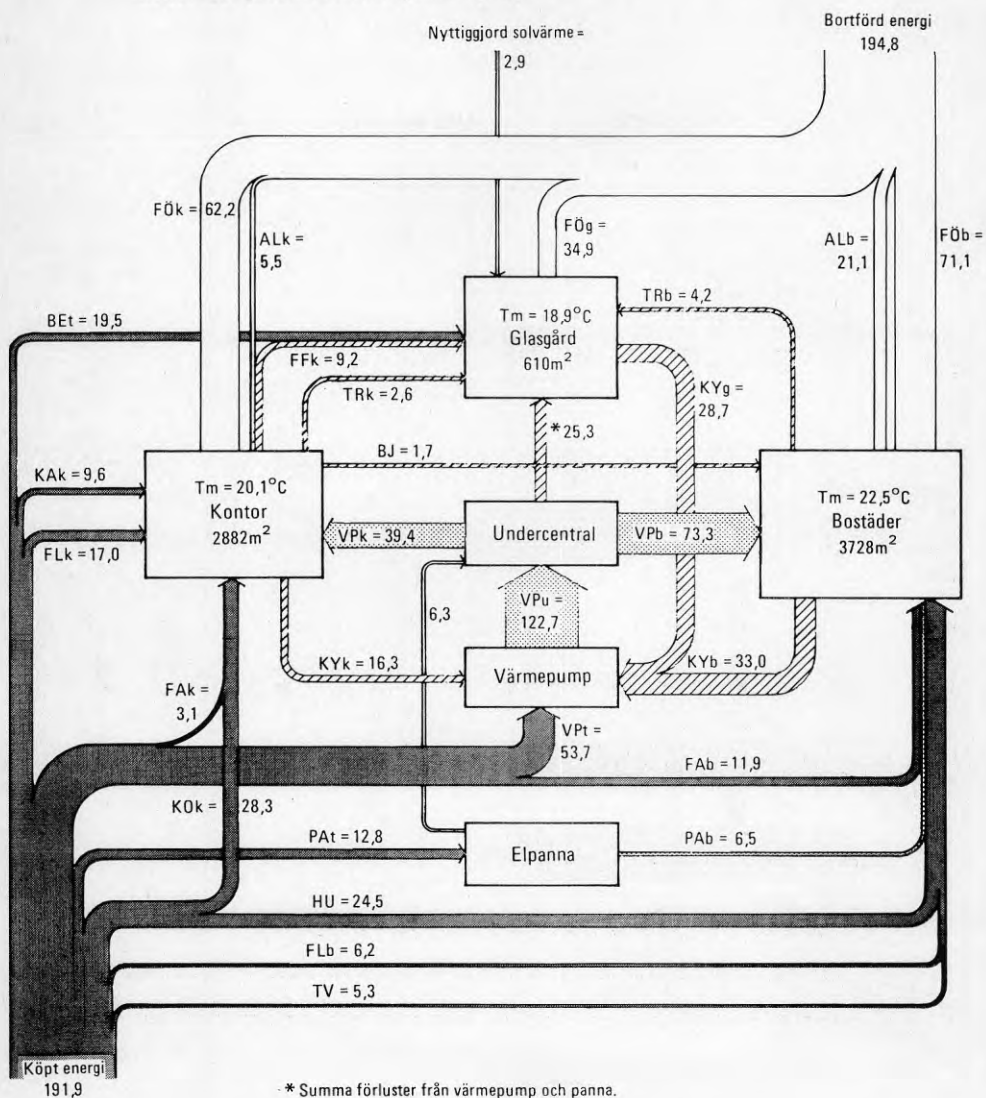 Nyttiggjord solvärme =
2,9
Bortförd energi
194,8
FÖk = 62,2
ALk =
5,5
FÖg =
34,9
ALb =
21,1
FÖb =
71,1
BEt = 19,5
Tm = 18,9°C
Glasgård
610m²
TRb = 4,2
FFk = 9,2
TRk = 2,6
KYg =
28,7
*25,3
BJ = 1,7
KAk = 9,6
Tm = 20,1°C
Kontor
2882m²
Tm = 22,5°C
Bostäder
3728m²
FLk = 17,0
VPk = 39,4
Undercentral
VPb = 73,3
6,3
VPu =
122,7
KYk = 16,3
Värmepump
KYb = 33,0
FAk =
3,1
VPt =
53,7
FAb = 11,9
KOk = 28,3
PAt = 12,8
Elpanna
PAb = 6,5
HU = 24,5
FLb = 6,2
TV = 5,3
Köpt energi
191,9
* Summa förluster från värmepump och panna.